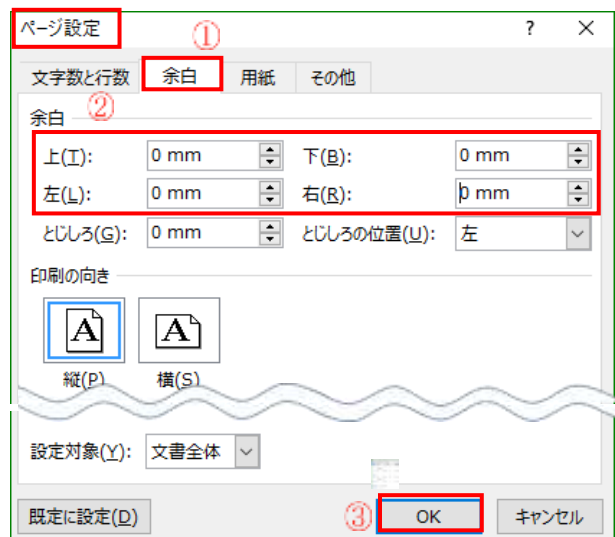 ページ設定 ? ×
①
文字数と行数 余白 用紙 その他
②
余白
上(T): 0 mm 下(B): 0 mm
左(L): 0 mm 右(R): 0 mm
とじしろ(G): 0 mm とじしろの位置(U): 左
印刷の向き
A A
縦(P) 横(S)
設定対象(Y): 文書全体
既定に設定(D) ③ OK キャンセル